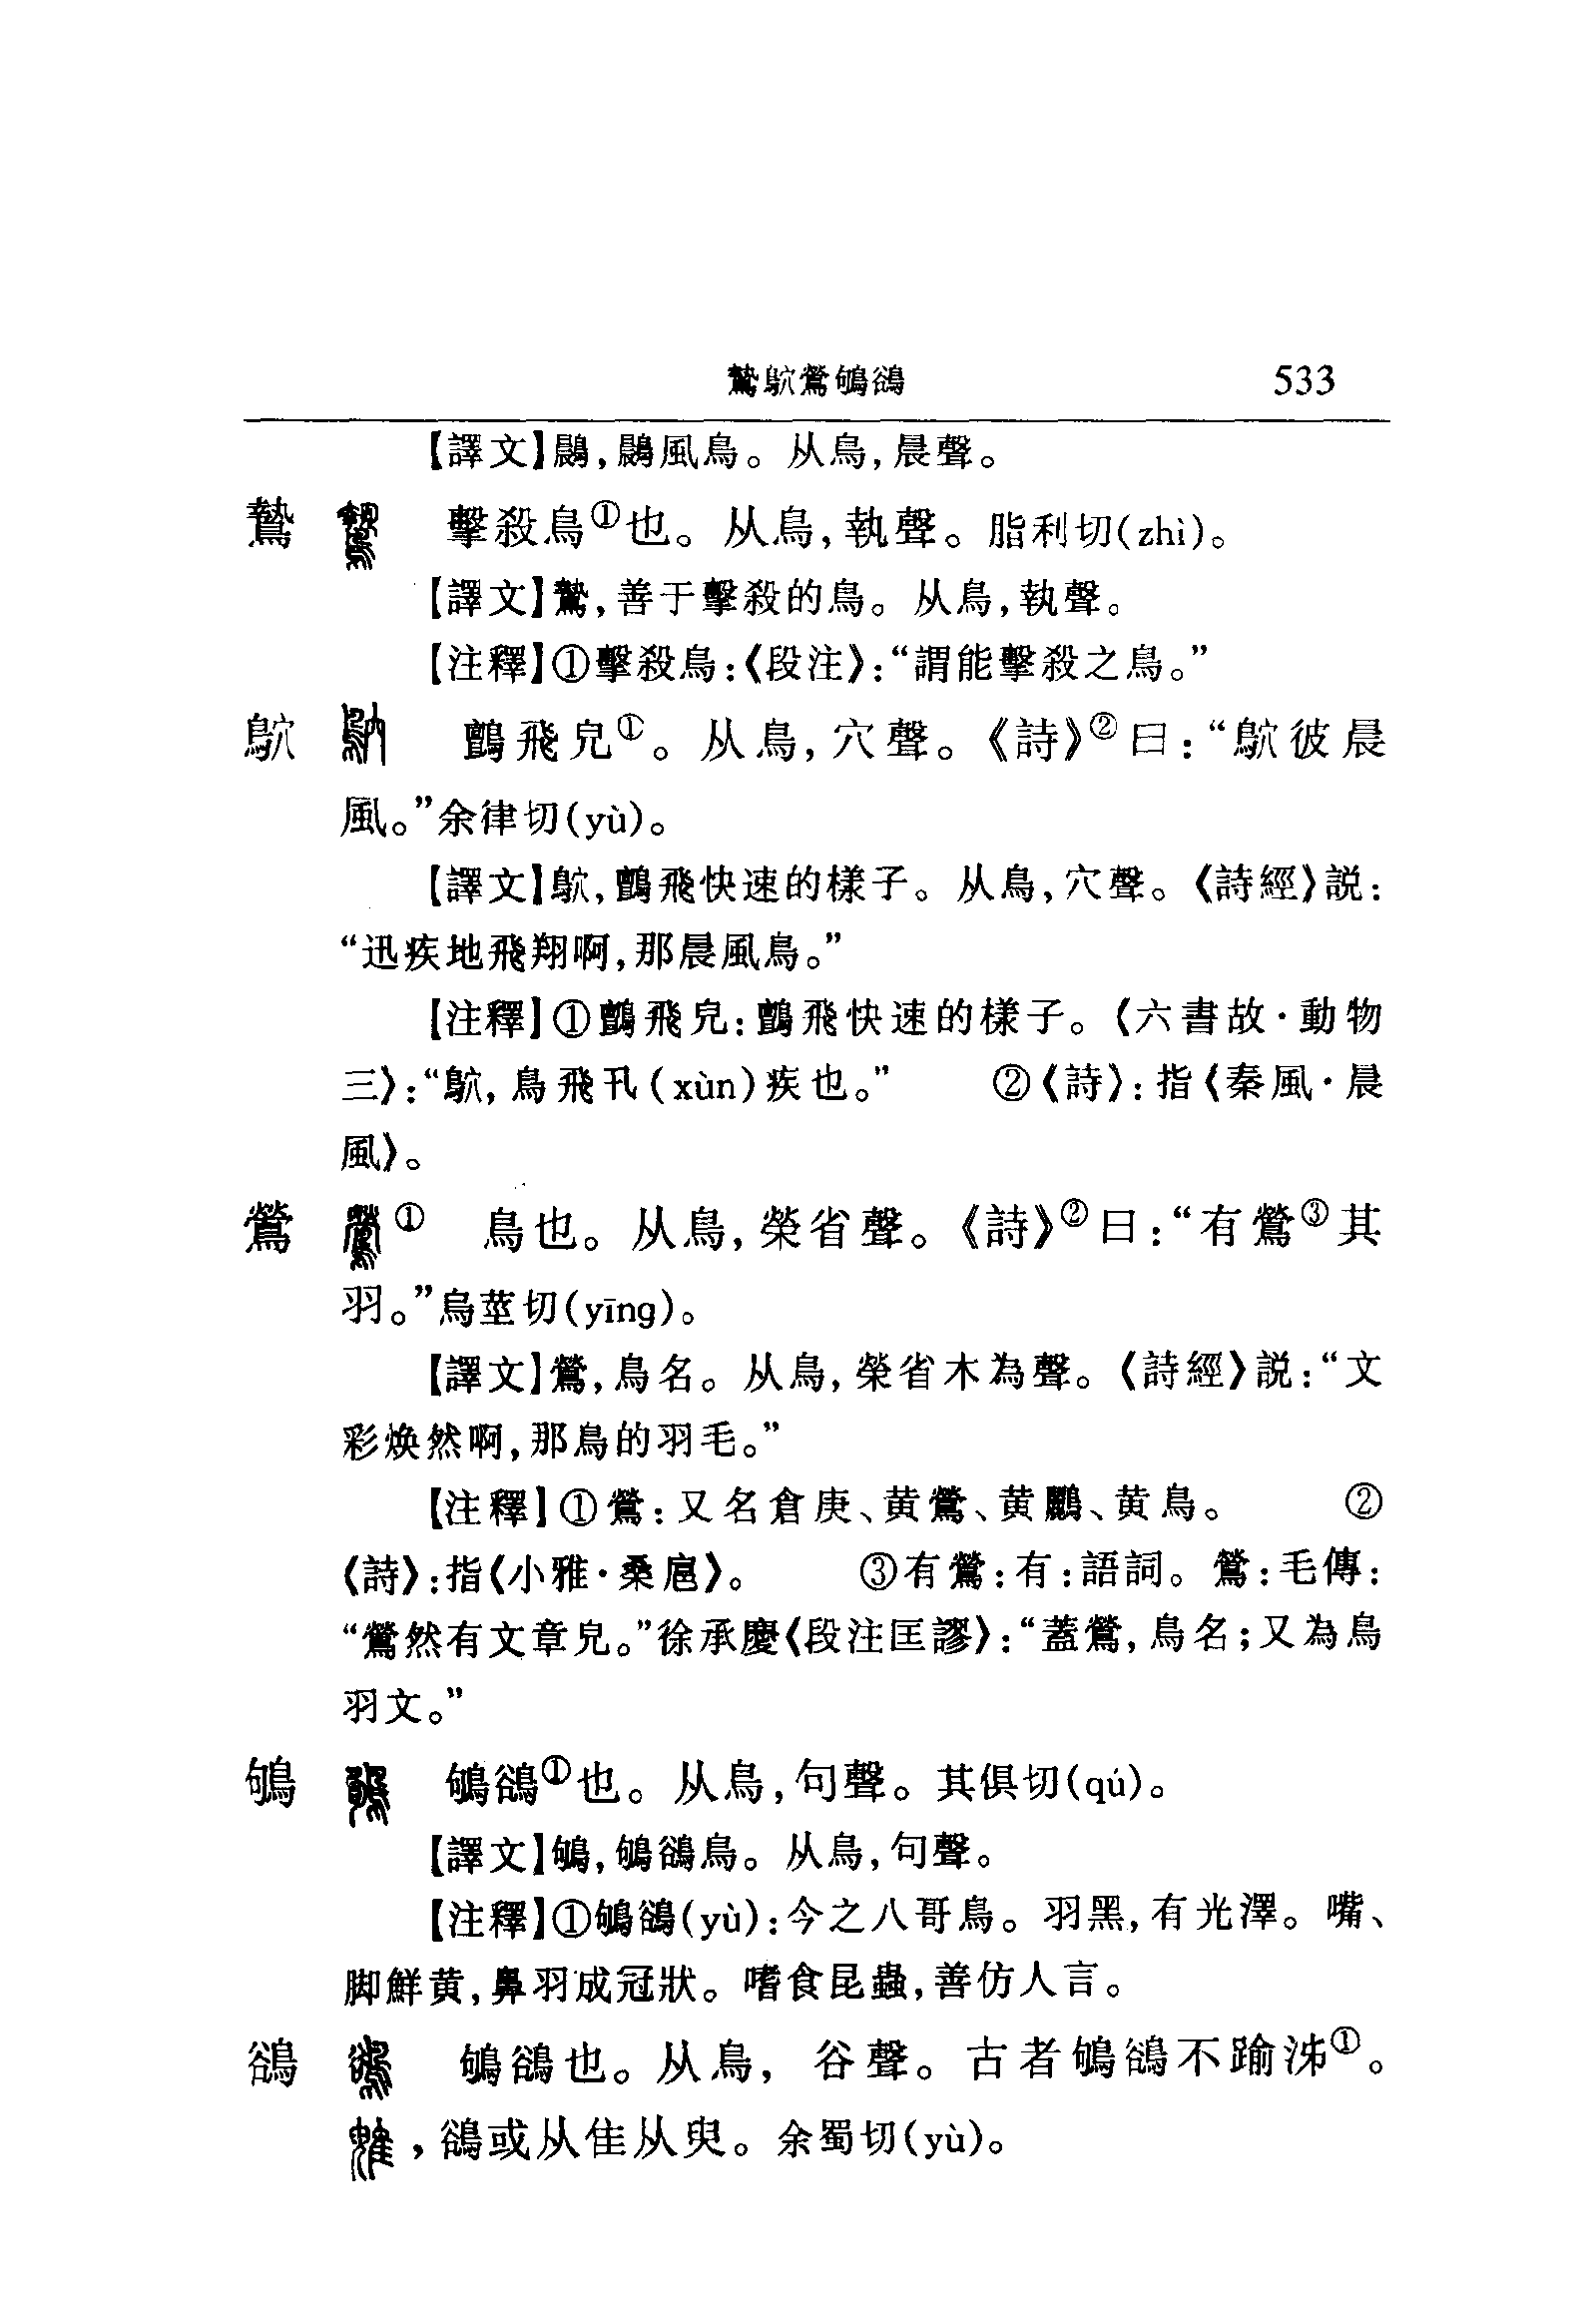 鷙鴥鶯鴝鵒 533
【譯文】鷐,鷐風鳥。从鳥,晨聲。
鷙 擊殺鳥①也。从鳥,執聲。脂利切(zhì)。
【譯文】鷙,善于擊殺的鳥。从鳥,執聲。
【注釋】①擊殺鳥:《段注》:“謂能擊殺之鳥。”
鴥 鸇飛皃①。从鳥,穴聲。《詩》②曰:“鴥彼晨
風。”余律切(yù)。
【譯文】鴥,鸇飛快速的樣子。从鳥,穴聲。《詩經》説:
“迅疾地飛翔啊,那晨風鳥。”
【注釋】①鸇飛皃:鸇飛快速的樣子。《六書故·動物
三》:“鴥,鳥飛卂(xùn)疾也。” ②《詩》:指《秦風·晨
風》。
鶯 ① 鳥也。从鳥,榮省聲。《詩》②曰:“有鶯③其
羽。”烏莖切(yīng)。
【譯文】鶯,鳥名。从鳥,榮省木為聲。《詩經》説:“文
彩焕然啊,那鳥的羽毛。”
【注釋】①鶯:又名倉庚、黄鶯、黄鸝、黄鳥。 ②
《詩》:指《小雅·桑扈》。 ③有鶯:有:語詞。鶯:毛傳:
“鶯然有文章皃。”徐承慶《段注匡謬》:“蓋鶯,鳥名;又為鳥
羽文。”
鴝 鴝鵒①也。从鳥,句聲。其俱切(qú)。
【譯文】鴝,鴝鵒鳥。从鳥,句聲。
【注釋】①鴝鵒(yù):今之八哥鳥。羽黑,有光澤。嘴、
脚鮮黄,鼻羽成冠狀。嗜食昆蟲,善仿人言。
鵒 鴝鵒也。从鳥,谷聲。古者鴝鵒不踰泲①。
,鵒或从隹从臾。余蜀切(yù)。